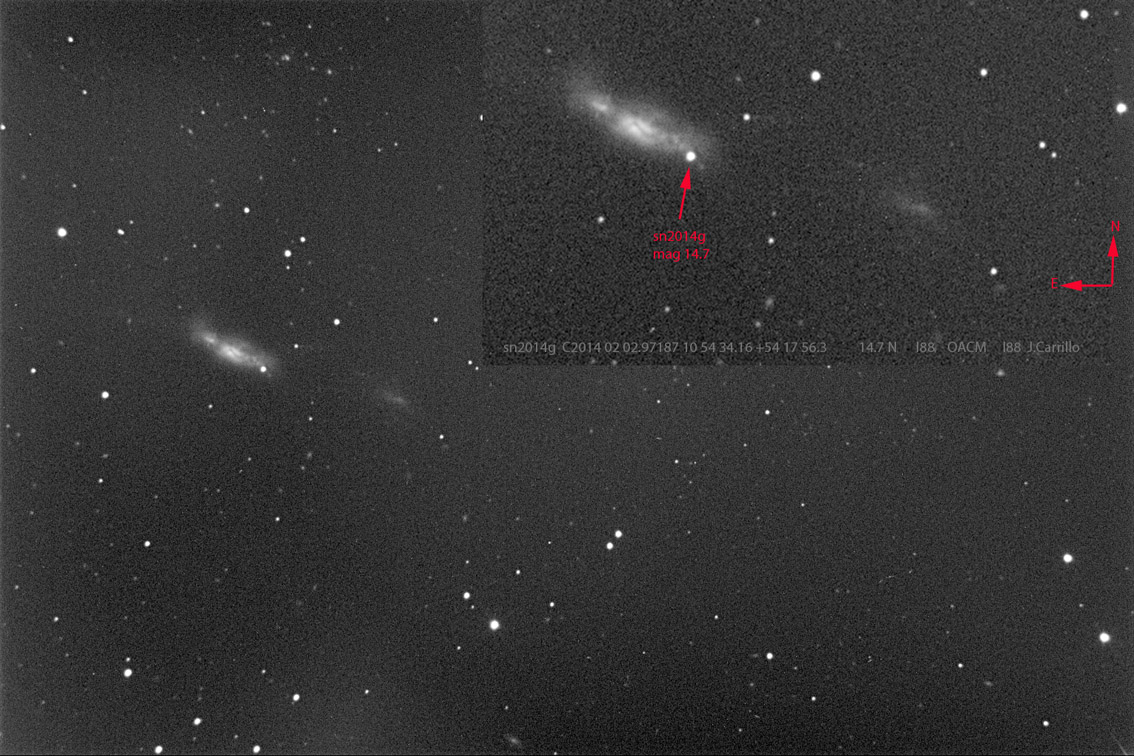 N
sn2014g
mag 14.7
E
sn2014g C2014 02 02.97187 10 54 34.16 +54 17 56.3 14.7 N I88 OACM I88 J.Carrillo